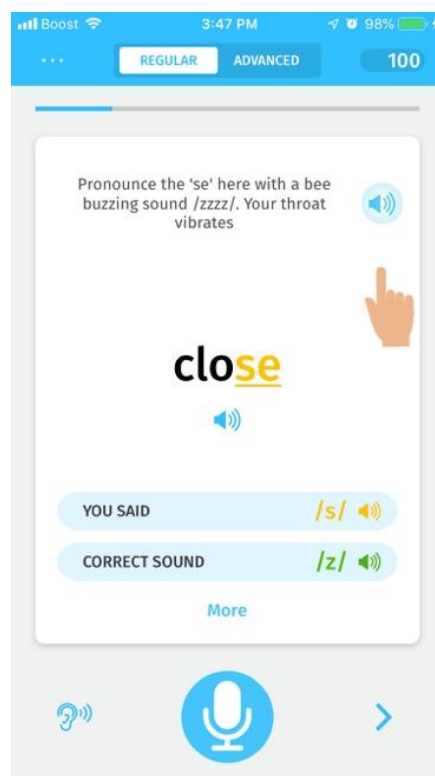 Boost 3:47 PM 98%
... REGULAR ADVANCED 100
Pronounce the 'se' here with a bee
buzzing sound /zzzz/. Your throat
vibrates
close
YOU SAID /s/
CORRECT SOUND /z/
More